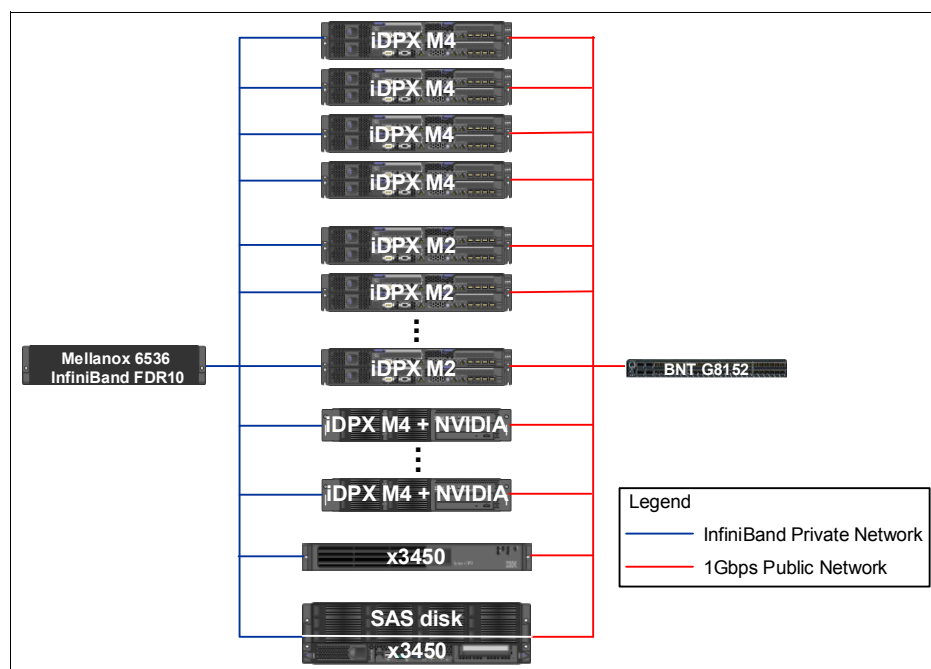 iDPX M4
iDPX M4
iDPX M4
iDPX M4
iDPX M2
iDPX M2
Mellanox 6536
InfiniBand FDR10
iDPX M2
BNT G8152
iDPX M4 + NVIDIA
iDPX M4 + NVIDIA
x3450
IBM
SAS disk
x3450
Legend
InfiniBand Private Network
1Gbps Public Network